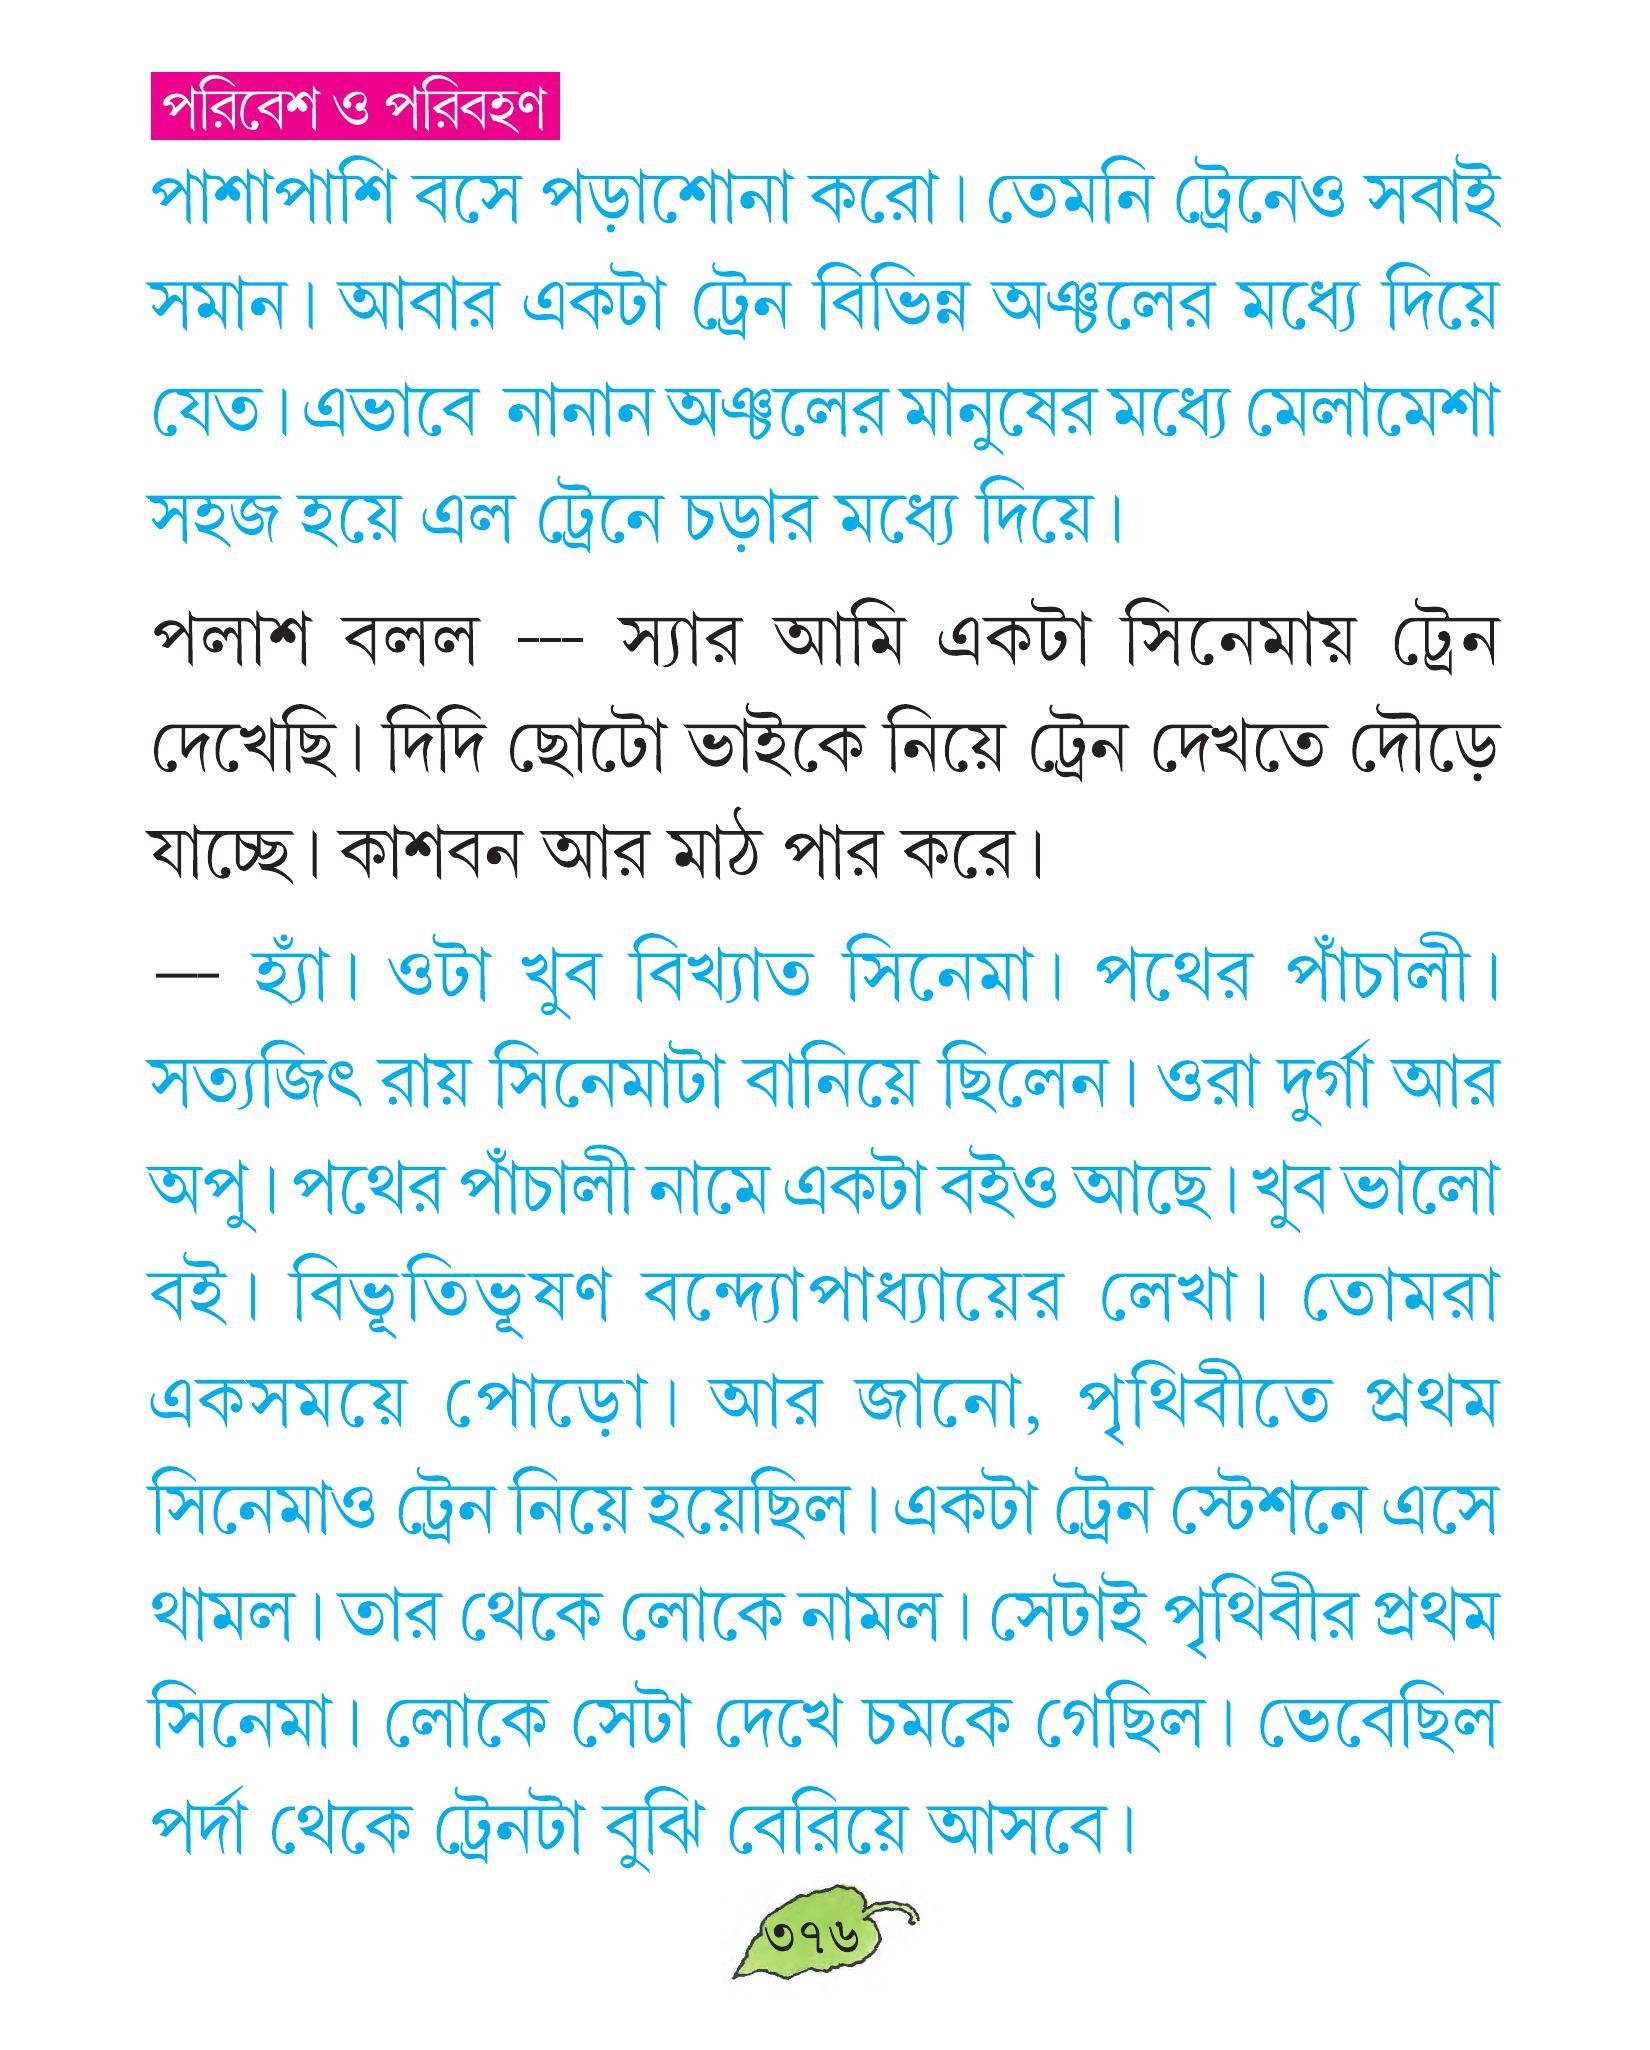 পরিবেশ ও পরিবহণ
পাশাপাশি বসে পড়াশোনা করো। তেমনি ট্রেনেও সবাই
সমান। আবার একটা ট্রেন বিভিন্ন অঞ্চলের মধ্যে দিয়ে
যেত। এভাবে নানান অঞ্চলের মানুষের মধ্যে মেলামেশা
সহজ হয়ে এল ট্রেনে চড়ার মধ্যে দিয়ে।
পলাশ বলল --- স্যার আমি একটা সিনেমায় ট্রেন
দেখেছি। দিদি ছোটো ভাইকে নিয়ে ট্রেন দেখতে দৌড়ে
যাচ্ছে। কাশবন আর মাঠ পার করে।
--- হ্যাঁ। ওটা খুব বিখ্যাত সিনেমা। পথের পাঁচালী।
সত্যজিৎ রায় সিনেমাটা বানিয়ে ছিলেন। ওরা দুর্গা আর
অপু। পথের পাঁচালী নামে একটা বইও আছে। খুব ভালো
বই। বিভূতিভূষণ বন্দ্যোপাধ্যায়ের লেখা। তোমরা
একসময়ে পোড়ো। আর জানো, পৃথিবীতে প্রথম
সিনেমাও ট্রেন নিয়ে হয়েছিল। একটা ট্রেন স্টেশনে এসে
থামল। তার থেকে লোকে নামল। সেটাই পৃথিবীর প্রথম
সিনেমা। লোকে সেটা দেখে চমকে গেছিল। ভেবেছিল
পর্দা থেকে ট্রেনটা বুঝি বেরিয়ে আসবে।
৩৭৬